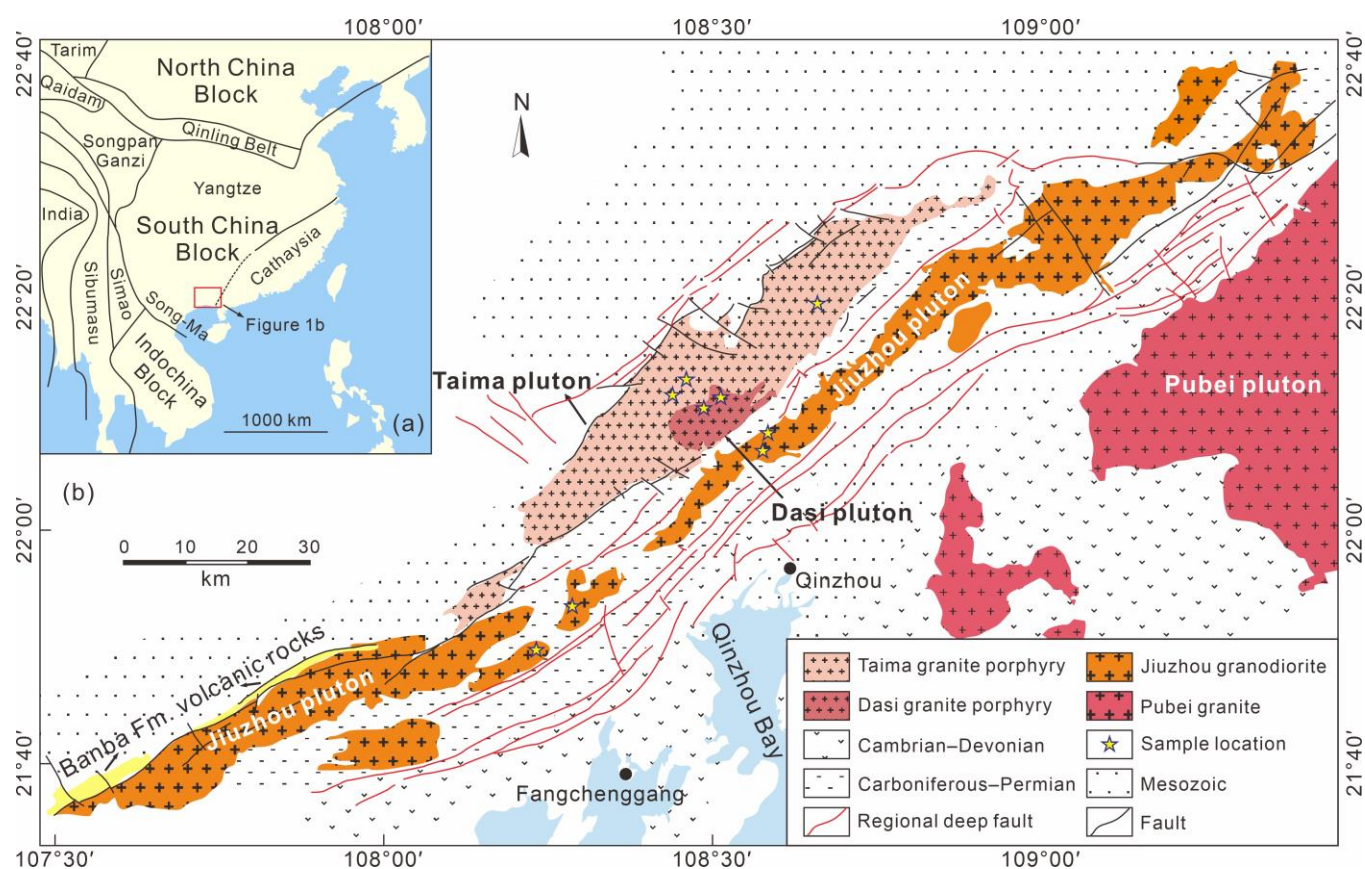 108°00′
108°30′
109°00′
22°40′
22°40′
Tarim
North China
Block
Qaidam
Qinling Belt
Songpan
Ganzi
Yangtze
India
South China
Block
Cathaysia
Sibumasu
Simao
Song-Ma
Figure 1b
Indochina
Block
1000 km
(a)
N
22°20′
22°20′
Taima pluton
Jiuzhou pluton
Pubei pluton
(b)
Dasi pluton
22°00′
22°00′
0 10 20 30
km
Qinzhou
Qinzhou Bay
Banba Fm. volcanic rocks
Jiuzhou pluton
Fangchenggang
21°40′
21°40′
Taima granite porphyry
Jiuzhou granodiorite
Dasi granite porphyry
Pubei granite
Cambrian–Devonian
Sample location
Carboniferous–Permian
Mesozoic
Regional deep fault
Fault
107°30′
108°00′
108°30′
109°00′